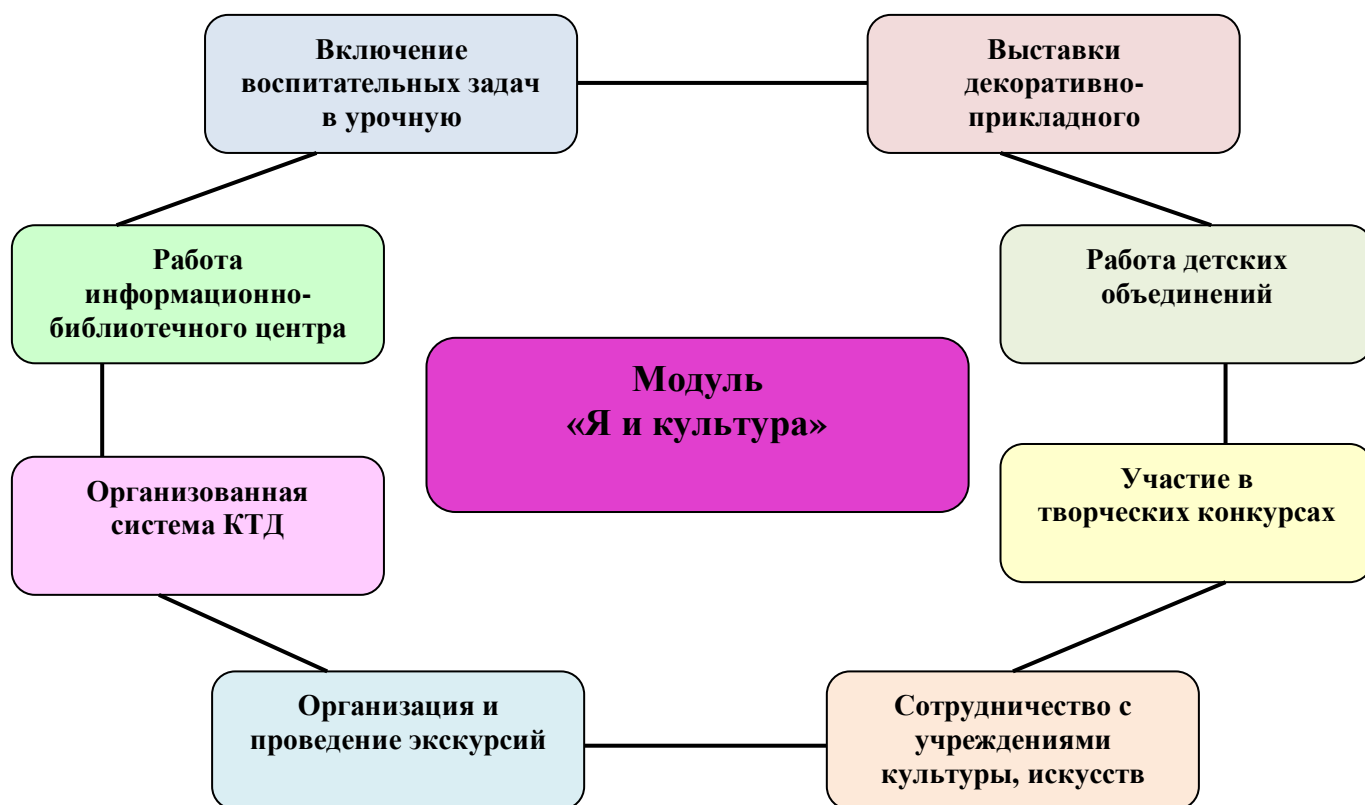 Включение
воспитательных задач
в урочную
Выставки
декоративно-
прикладного
Работа
информационно-
библиотечного центра
Работа детских
объединений
Модуль
«Я и культура»
Организованная
система КТД
Участие в
творческих конкурсах
Организация и
проведение экскурсий
Сотрудничество с
учреждениями
культуры, искусств